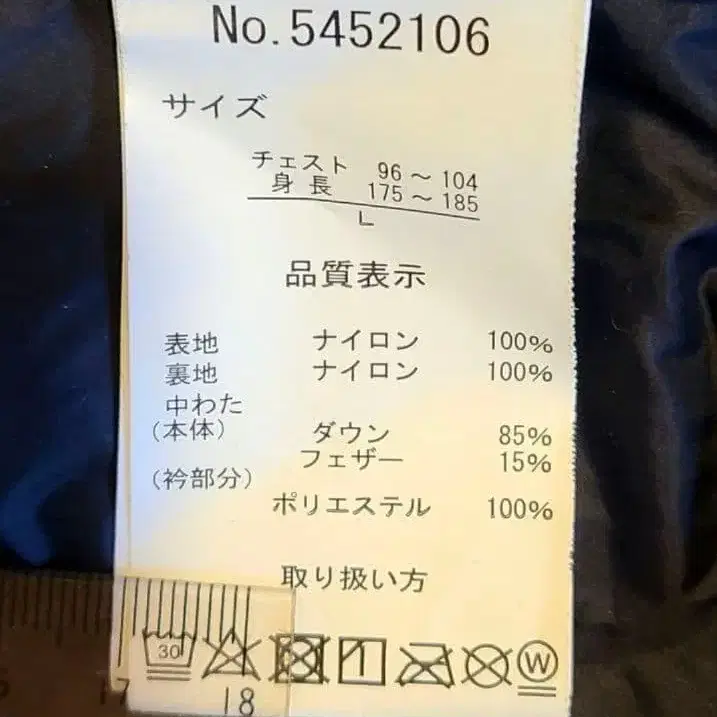 No.5452106
サイズ
チェスト 96～104
身長 175～185
L
品質表示
表地 ナイロン 100%
裏地 ナイロン 100%
中わた
(本体) ダウン 85%
フェザー 15%
(衿部分)
ポリエステル 100%
取り扱い方
30 W
17 18